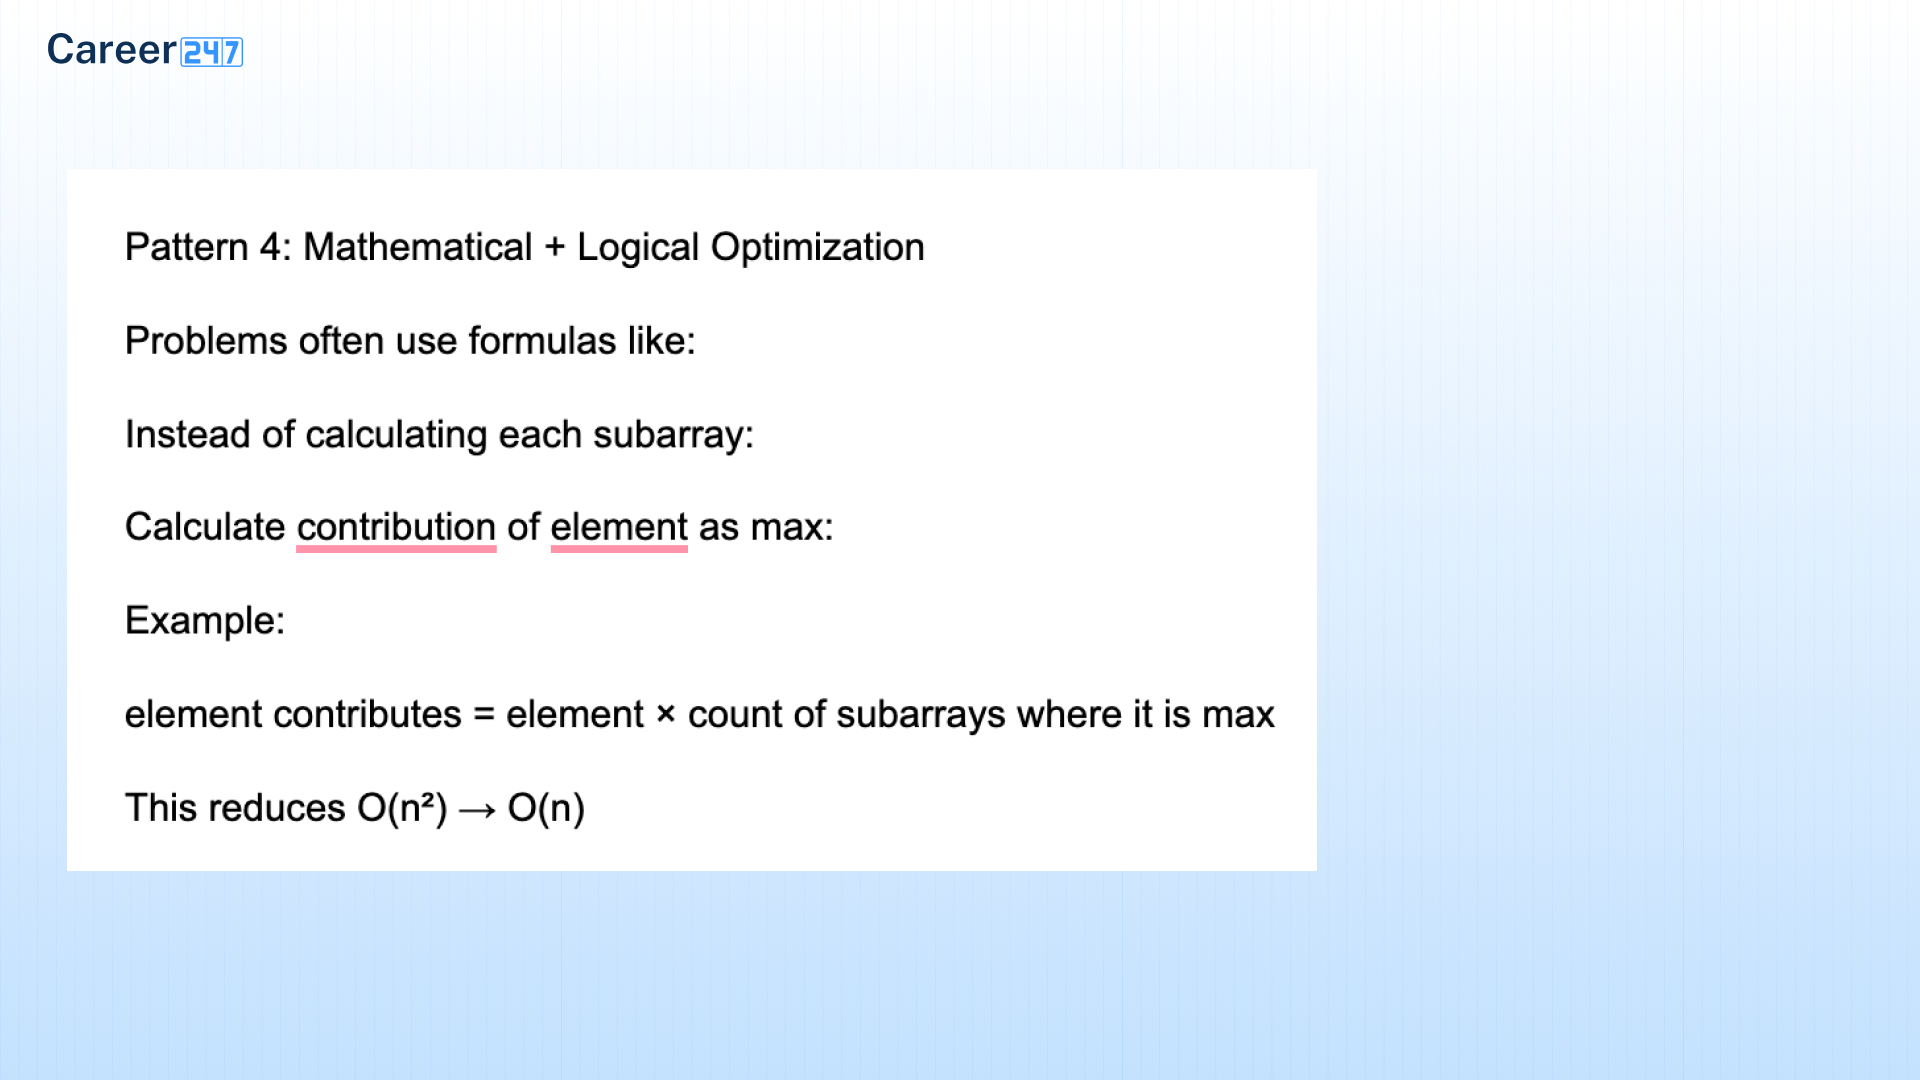 Career247
Pattern 4: Mathematical + Logical Optimization
Problems often use formulas like:
Instead of calculating each subarray:
Calculate contribution of element as max:
Example:
element contributes = element × count of subarrays where it is max
This reduces O(n²) → O(n)